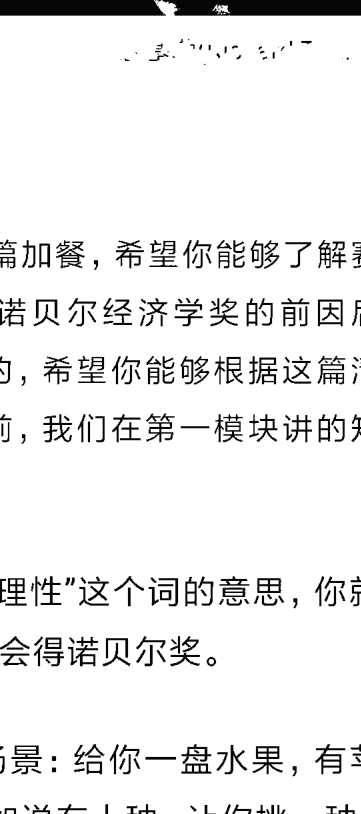 篇加餐，希望你能够了解
诺贝尔经济学奖的前因
的，希望你能够根据这篇
前，我们在第一模块讲的
理性”这个词的意思，你就
会得诺贝尔奖。
场景：给你一盘水果，有